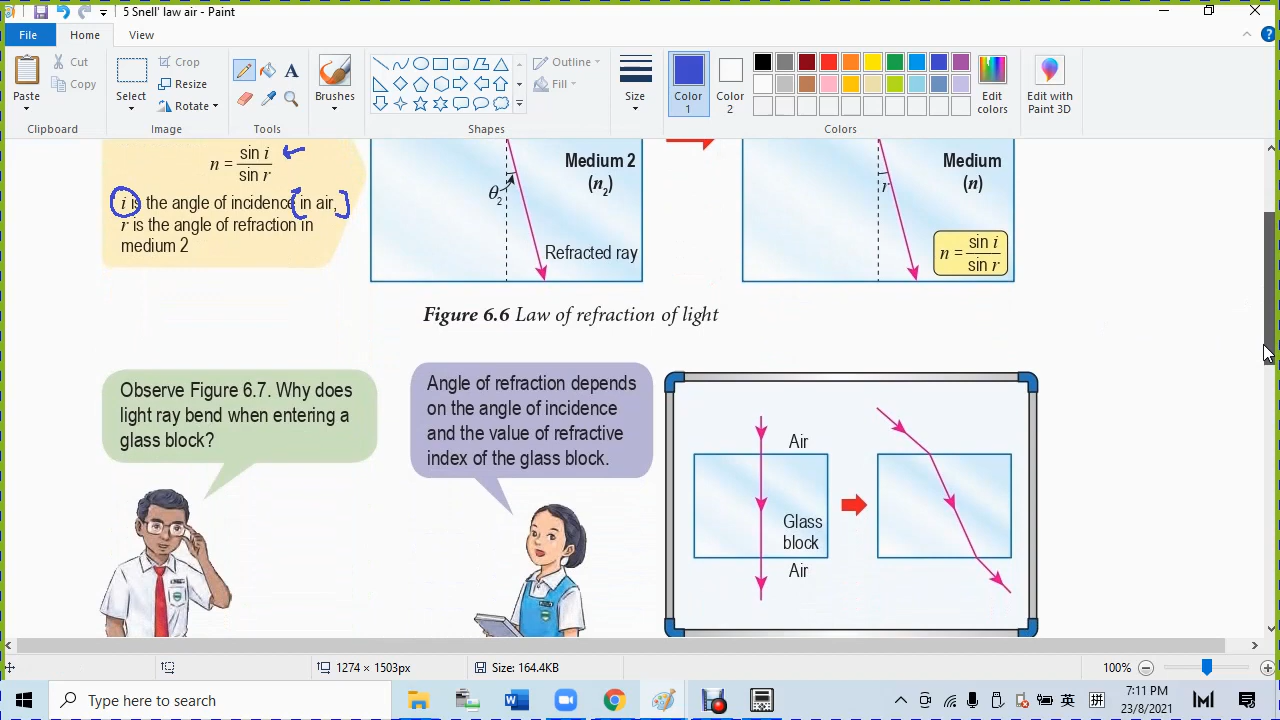 5 Snell' law air - Paint
File
Home
View
Paste
Cut
Copy
Clipboard
Select
Crop
Resize
Rotate
Image
A
Tools
Brushes
Outline
Fill
Shapes
Size
Color
1
Color
2
Edit
colors
Colors
Edit with
Paint 3D
n = sin i / sin r
i is the angle of incidence in air,
r is the angle of refraction in
medium 2
θ2
Medium 2
(n2)
Refracted ray
r
Medium
(n)
n = sin i / sin r
Figure 6.6 Law of refraction of light
Observe Figure 6.7. Why does
light ray bend when entering a
glass block?
Angle of refraction depends
on the angle of incidence
and the value of refractive
index of the glass block.
Air
Glass
block
Air
1274 × 1503px
Size: 164.4KB
100%
Type here to search
英
拼
7:11 PM
23/8/2021